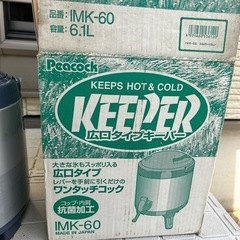 品番: IMK-60
容量: 6.1L
Peacock
KEEPS HOT & COLD
KEEPER
広口タイプキーパー
大きな氷もスッポリ入る
広口タイプ
レバーを手前に引くだけの
ワンタッチコック
コップ・内側
抗菌加工
IMK-60
MADE IN JAPAN